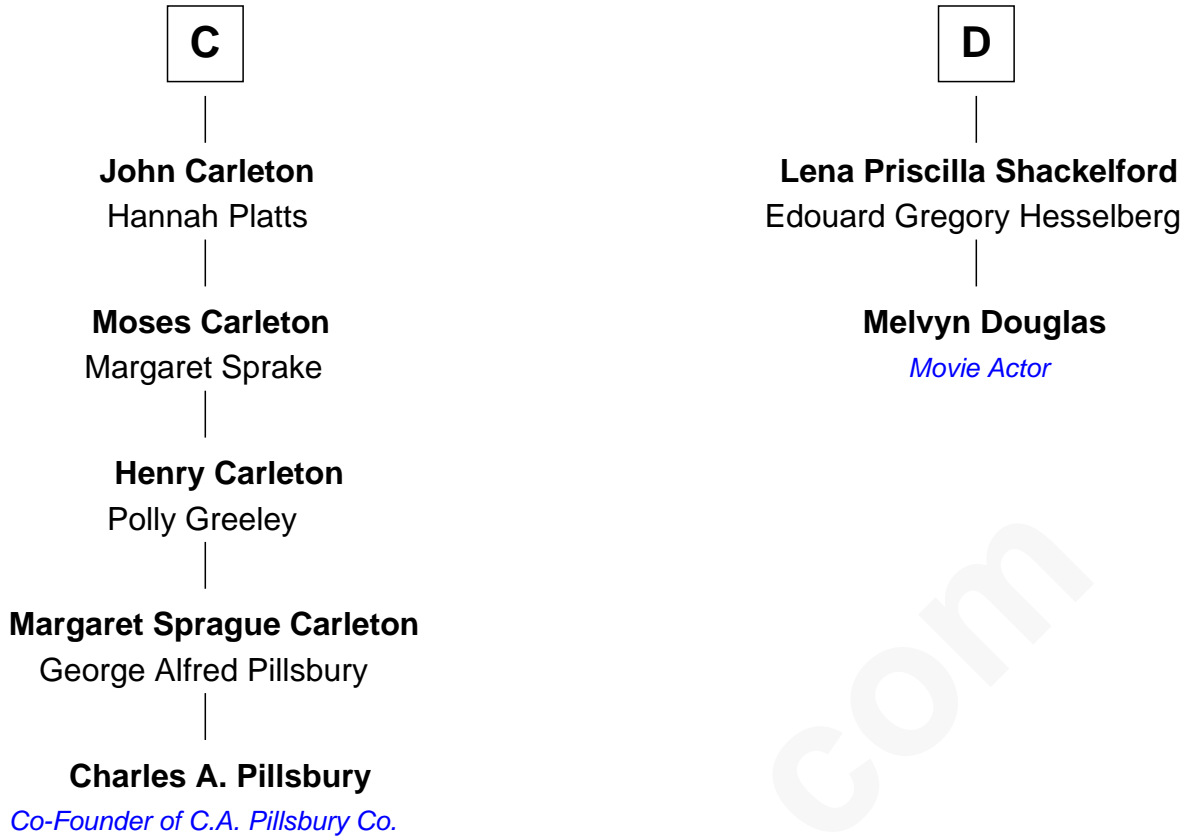 C
John Carleton
Hannah Platts
Moses Carleton
Margaret Sprake
Henry Carleton
Polly Greeley
Margaret Sprague Carleton
George Alfred Pillsbury
Charles A. Pillsbury
Co-Founder of C.A. Pillsbury Co.
D
Lena Priscilla Shackelford
Edouard Gregory Hesselberg
Melvyn Douglas
Movie Actor
com